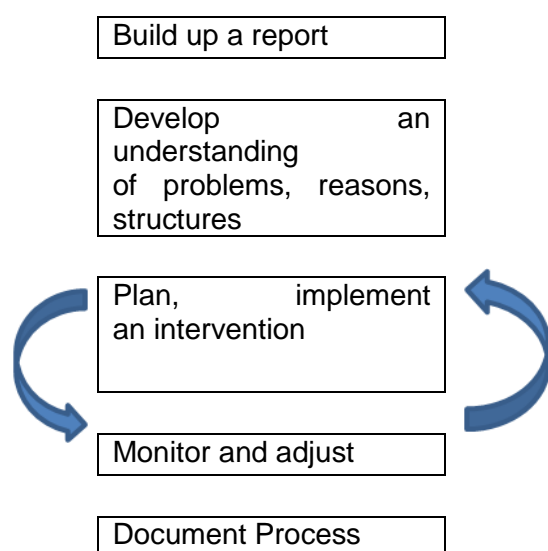 Build up a report
Develop an
understanding
of problems, reasons,
structures
Plan, implement
an intervention
Monitor and adjust
Document Process